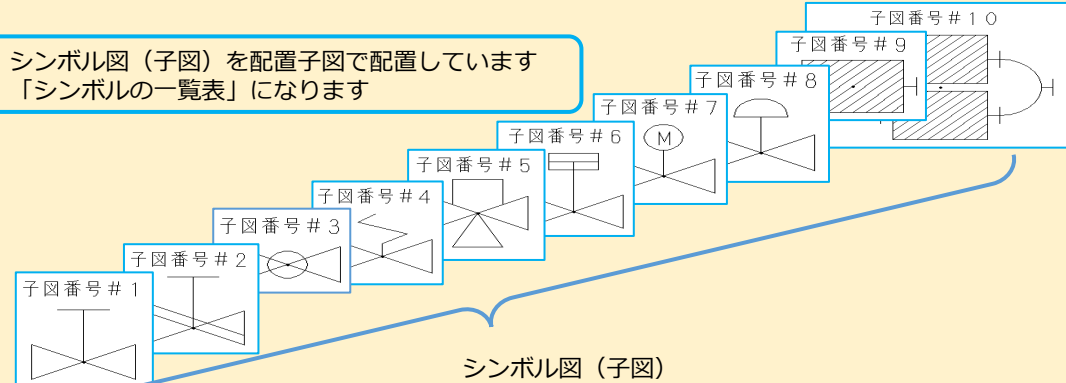 シンボル図（子図）を配置子図で配置しています
「シンボルの一覧表」になります
子図番号＃１０
子図番号＃９
子図番号＃８
子図番号＃７
M
子図番号＃６
子図番号＃５
子図番号＃４
子図番号＃３
子図番号＃２
子図番号＃１
シンボル図（子図）